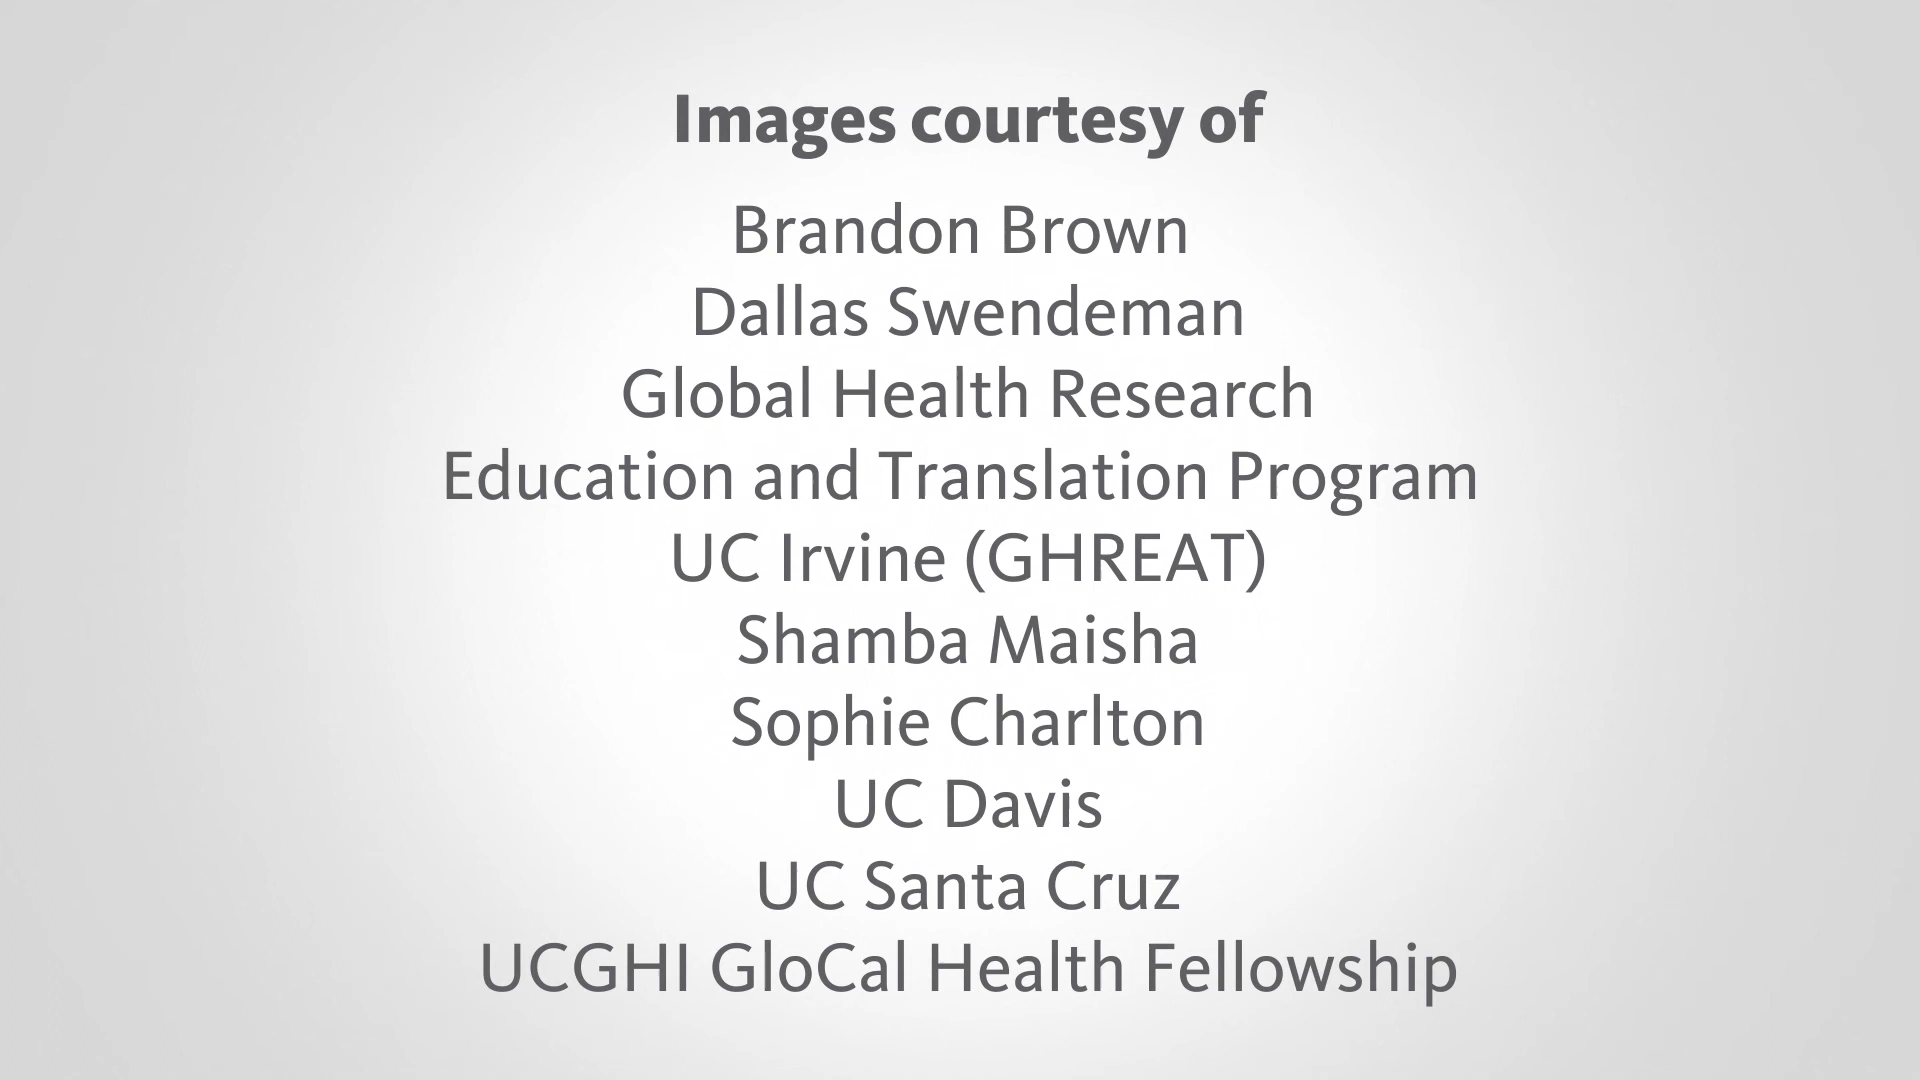 Images courtesy of
Brandon Brown
Dallas Swendeman
Global Health Research
Education and Translation Program
UC Irvine (GHREAT)
Shamba Maisha
Sophie Charlton
UC Davis
UC Santa Cruz
UCGHI GloCal Health Fellowship